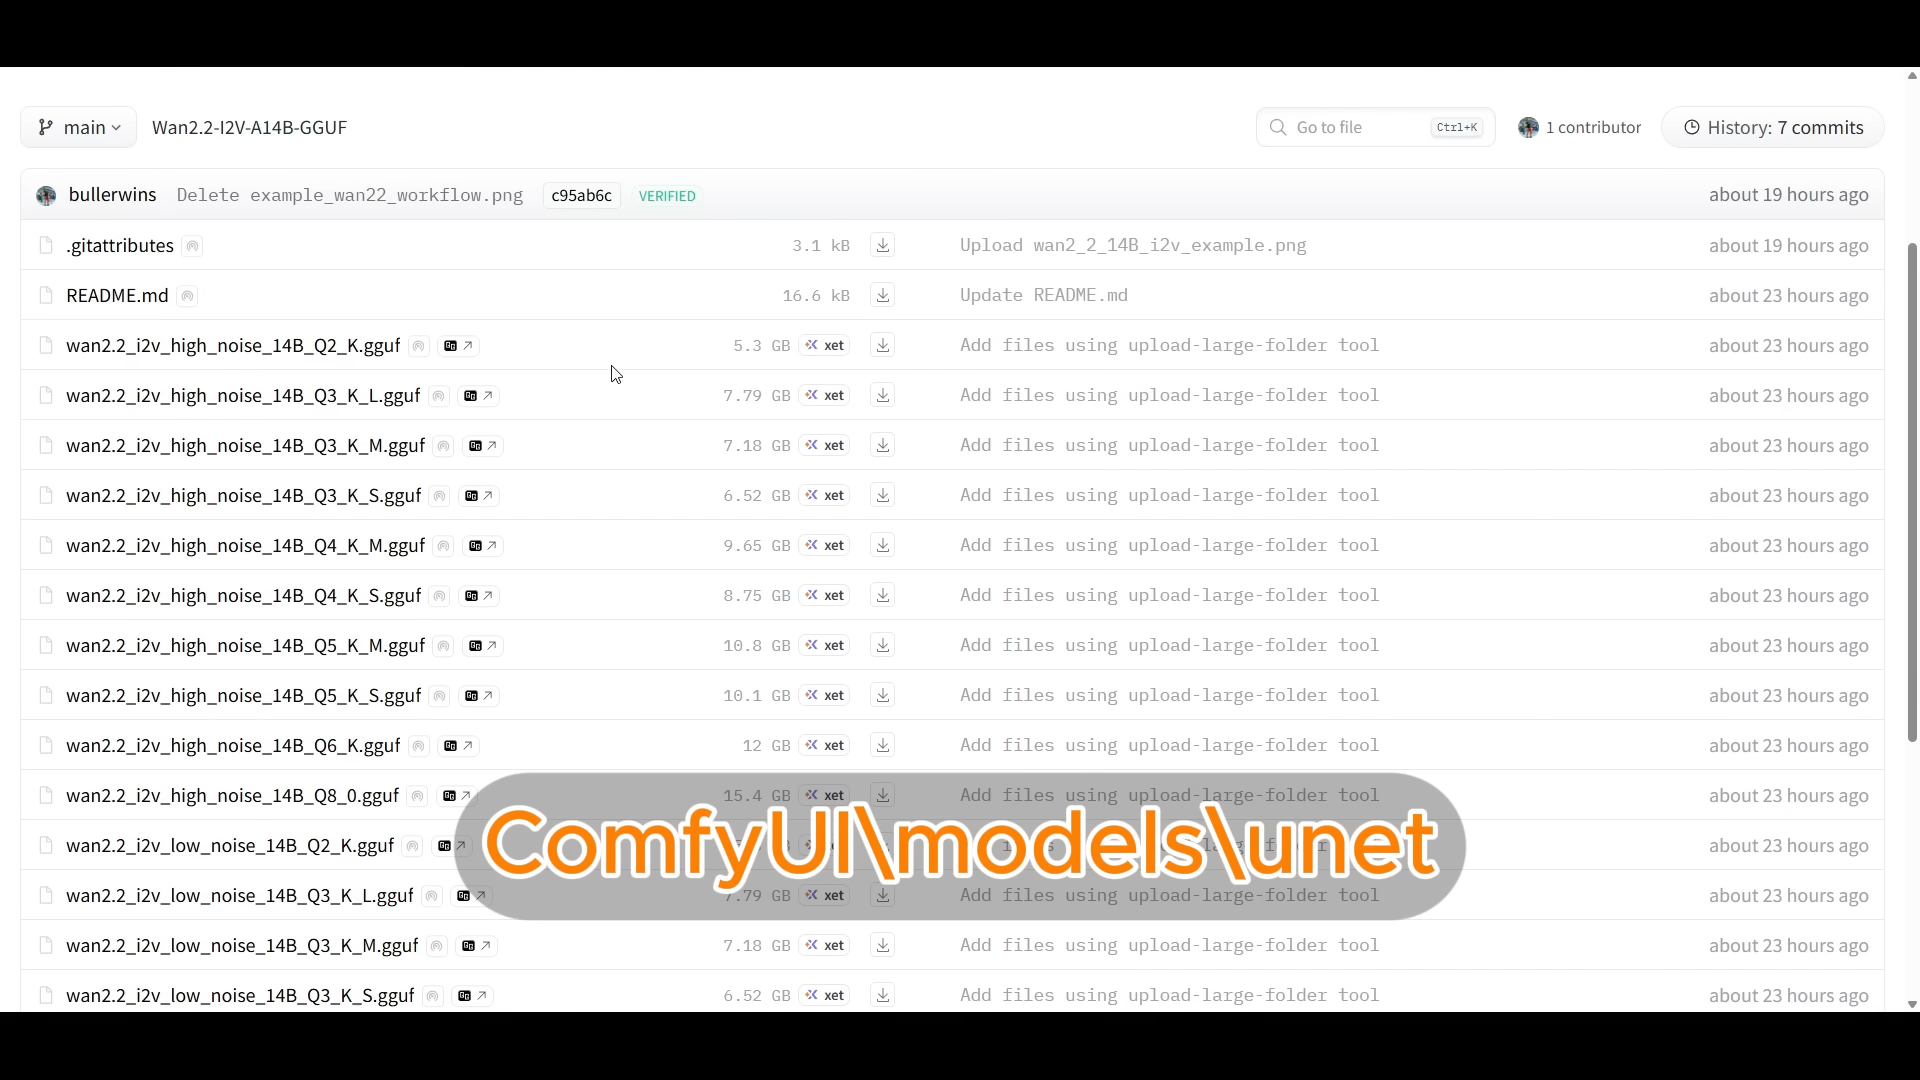 main Wan2.2-I2V-A14B-GGUF Go to file Ctrl+K 1 contributor History: 7 commits
bullerwins Delete example_wan22_workflow.png c95ab6c VERIFIED about 19 hours ago
.gitattributes 3.1 kB Upload wan2_2_14B_i2v_example.png about 19 hours ago
README.md 16.6 kB Update README.md about 23 hours ago
wan2.2_i2v_high_noise_14B_Q2_K.gguf 5.3 GB xet Add files using upload-large-folder tool about 23 hours ago
wan2.2_i2v_high_noise_14B_Q3_K_L.gguf 7.79 GB xet Add files using upload-large-folder tool about 23 hours ago
wan2.2_i2v_high_noise_14B_Q3_K_M.gguf 7.18 GB xet Add files using upload-large-folder tool about 23 hours ago
wan2.2_i2v_high_noise_14B_Q3_K_S.gguf 6.52 GB xet Add files using upload-large-folder tool about 23 hours ago
wan2.2_i2v_high_noise_14B_Q4_K_M.gguf 9.65 GB xet Add files using upload-large-folder tool about 23 hours ago
wan2.2_i2v_high_noise_14B_Q4_K_S.gguf 8.75 GB xet Add files using upload-large-folder tool about 23 hours ago
wan2.2_i2v_high_noise_14B_Q5_K_M.gguf 10.8 GB xet Add files using upload-large-folder tool about 23 hours ago
wan2.2_i2v_high_noise_14B_Q5_K_S.gguf 10.1 GB xet Add files using upload-large-folder tool about 23 hours ago
wan2.2_i2v_high_noise_14B_Q6_K.gguf 12 GB xet Add files using upload-large-folder tool about 23 hours ago
wan2.2_i2v_high_noise_14B_Q8_0.gguf 15.4 GB xet Add files using upload-large-folder tool about 23 hours ago
wan2.2_i2v_low_noise_14B_Q2_K.gguf about 23 hours ago
ComfyUI\models\unet
wan2.2_i2v_low_noise_14B_Q3_K_L.gguf 7.79 GB xet Add files using upload-large-folder tool about 23 hours ago
wan2.2_i2v_low_noise_14B_Q3_K_M.gguf 7.18 GB xet Add files using upload-large-folder tool about 23 hours ago
wan2.2_i2v_low_noise_14B_Q3_K_S.gguf 6.52 GB xet Add files using upload-large-folder tool about 23 hours ago